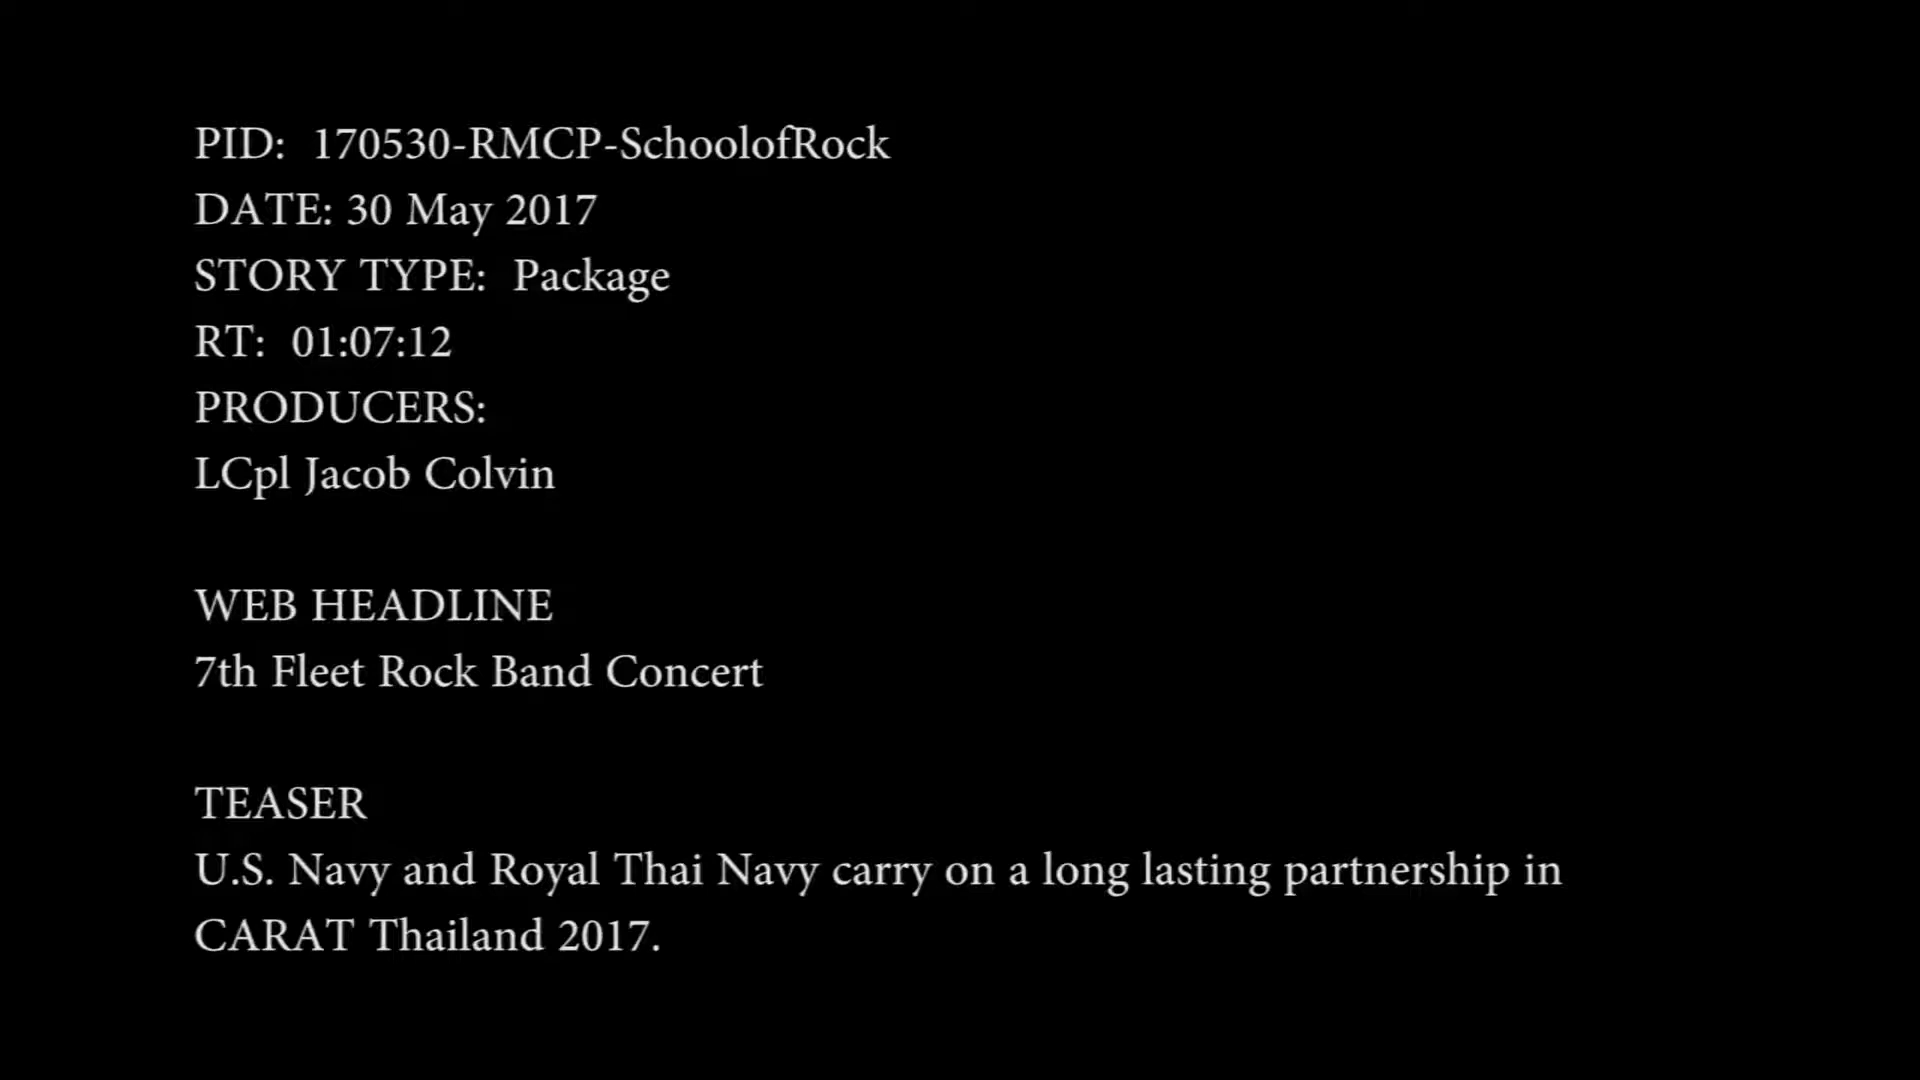 PID:  170530-RMCP-SchoolofRock
DATE: 30 May 2017
STORY TYPE:  Package
RT:  01:07:12
PRODUCERS:
LCpl Jacob Colvin
WEB HEADLINE
7th Fleet Rock Band Concert
TEASER
U.S. Navy and Royal Thai Navy carry on a long lasting partnership in
CARAT Thailand 2017.